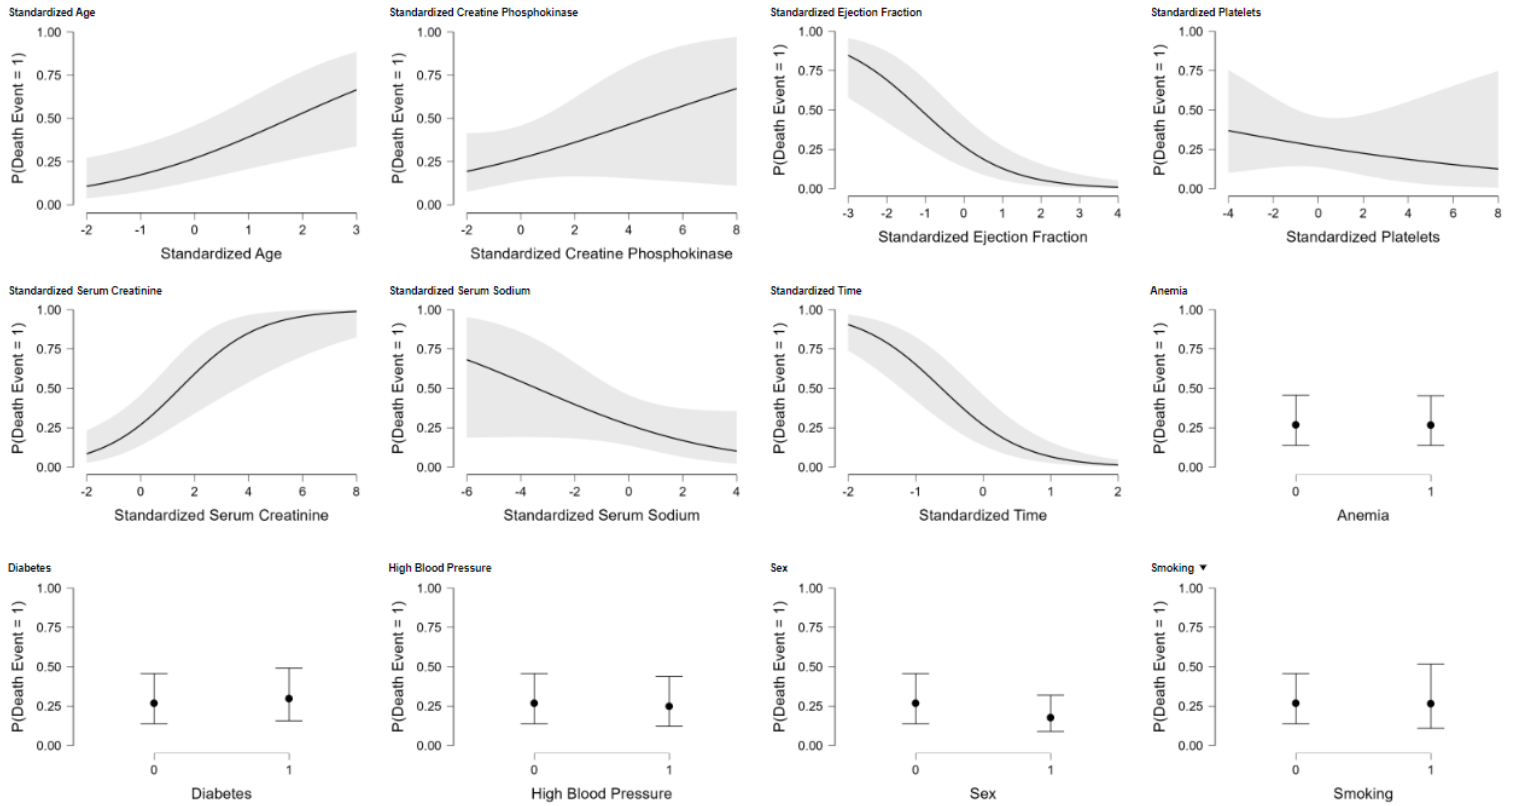 Standardized Age
P(Death Event = 1)
1.00
0.75
0.50
0.25
0.00
-2 -1 0 1 2 3
Standardized Age
Standardized Creatine Phosphokinase
P(Death Event = 1)
1.00
0.75
0.50
0.25
0.00
-2 0 2 4 6 8
Standardized Creatine Phosphokinase
Standardized Ejection Fraction
P(Death Event = 1)
1.00
0.75
0.50
0.25
0.00
-3 -2 -1 0 1 2 3 4
Standardized Ejection Fraction
Standardized Platelets
P(Death Event = 1)
1.00
0.75
0.50
0.25
0.00
-4 -2 0 2 4 6 8
Standardized Platelets
Standardized Serum Creatinine
P(Death Event = 1)
1.00
0.75
0.50
0.25
0.00
-2 0 2 4 6 8
Standardized Serum Creatinine
Standardized Serum Sodium
P(Death Event = 1)
1.00
0.75
0.50
0.25
0.00
-6 -4 -2 0 2 4
Standardized Serum Sodium
Standardized Time
P(Death Event = 1)
1.00
0.75
0.50
0.25
0.00
-2 -1 0 1 2
Standardized Time
Anemia
P(Death Event = 1)
1.00
0.75
0.50
0.25
0.00
0 1
Anemia
Diabetes
P(Death Event = 1)
1.00
0.75
0.50
0.25
0.00
0 1
Diabetes
High Blood Pressure
P(Death Event = 1)
1.00
0.75
0.50
0.25
0.00
0 1
High Blood Pressure
Sex
P(Death Event = 1)
1.00
0.75
0.50
0.25
0.00
0 1
Sex
Smoking ▼
P(Death Event = 1)
1.00
0.75
0.50
0.25
0.00
0 1
Smoking